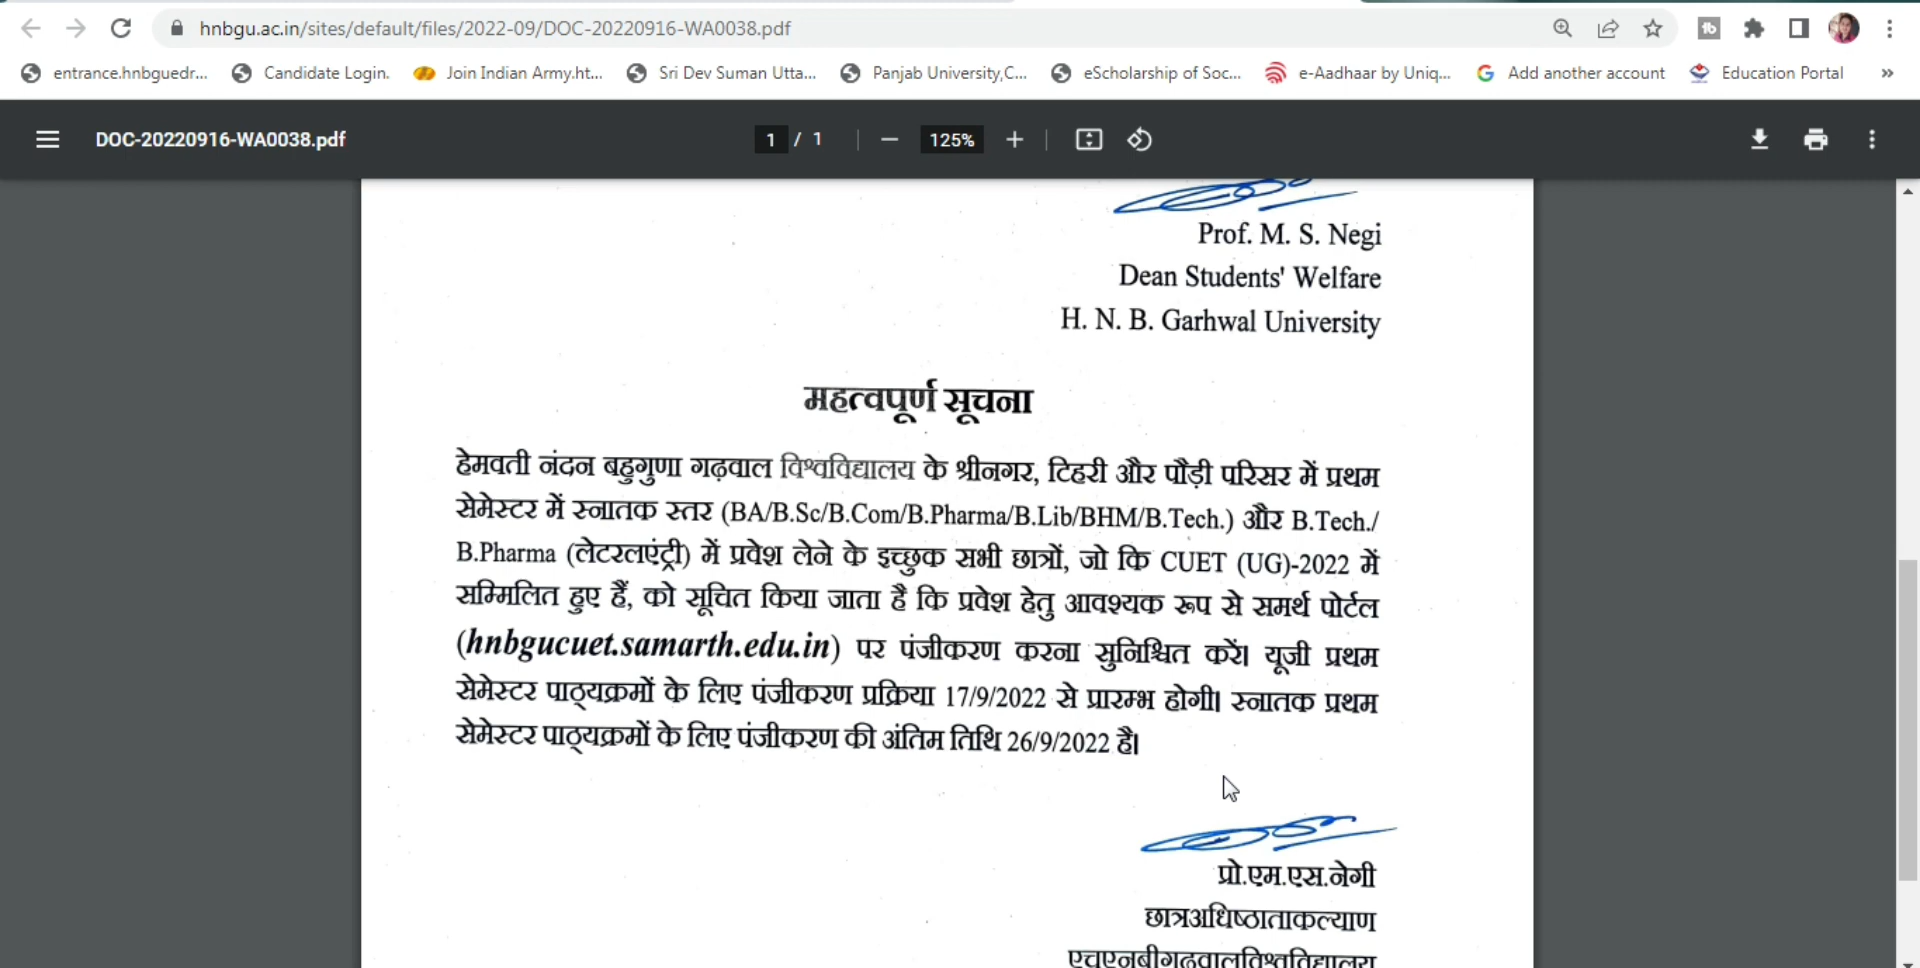 hnbgu.ac.in/sites/default/files/2022-09/DOC-20220916-WA0038.pdf
entrance.hnbguedr... Candidate Login. Join Indian Army.ht... Sri Dev Suman Utta... Panjab University,C... eScholarship of Soc... e-Aadhaar by Uniq... Add another account Education Portal »
DOC-20220916-WA0038.pdf 1 / 1 125%
Prof. M. S. Negi
Dean Students' Welfare
H. N. B. Garhwal University
महत्वपूर्ण सूचना
हेमवती नंदन बहुगुणा गढ़वाल विश्वविद्यालय के श्रीनगर, टिहरी और पौड़ी परिसर में प्रथम
सेमेस्टर में स्नातक स्तर (BA/B.Sc/B.Com/B.Pharma/B.Lib/BHM/B.Tech.) और B.Tech./
B.Pharma (लेटरलएंट्री) में प्रवेश लेने के इच्छुक सभी छात्रों, जो कि CUET (UG)-2022 में
सम्मिलित हुए हैं, को सूचित किया जाता है कि प्रवेश हेतु आवश्यक रूप से समर्थ पोर्टल
(hnbgucuet.samarth.edu.in) पर पंजीकरण करना सुनिश्चित करें। यूजी प्रथम
सेमेस्टर पाठ्यक्रमों के लिए पंजीकरण प्रक्रिया 17/9/2022 से प्रारम्भ होगी। स्नातक प्रथम
सेमेस्टर पाठ्यक्रमों के लिए पंजीकरण की अंतिम तिथि 26/9/2022 है।
प्रो.एम.एस.नेगी
छात्रअधिष्ठाताकल्याण
एचएनबीगढ़वालविश्वविद्यालय